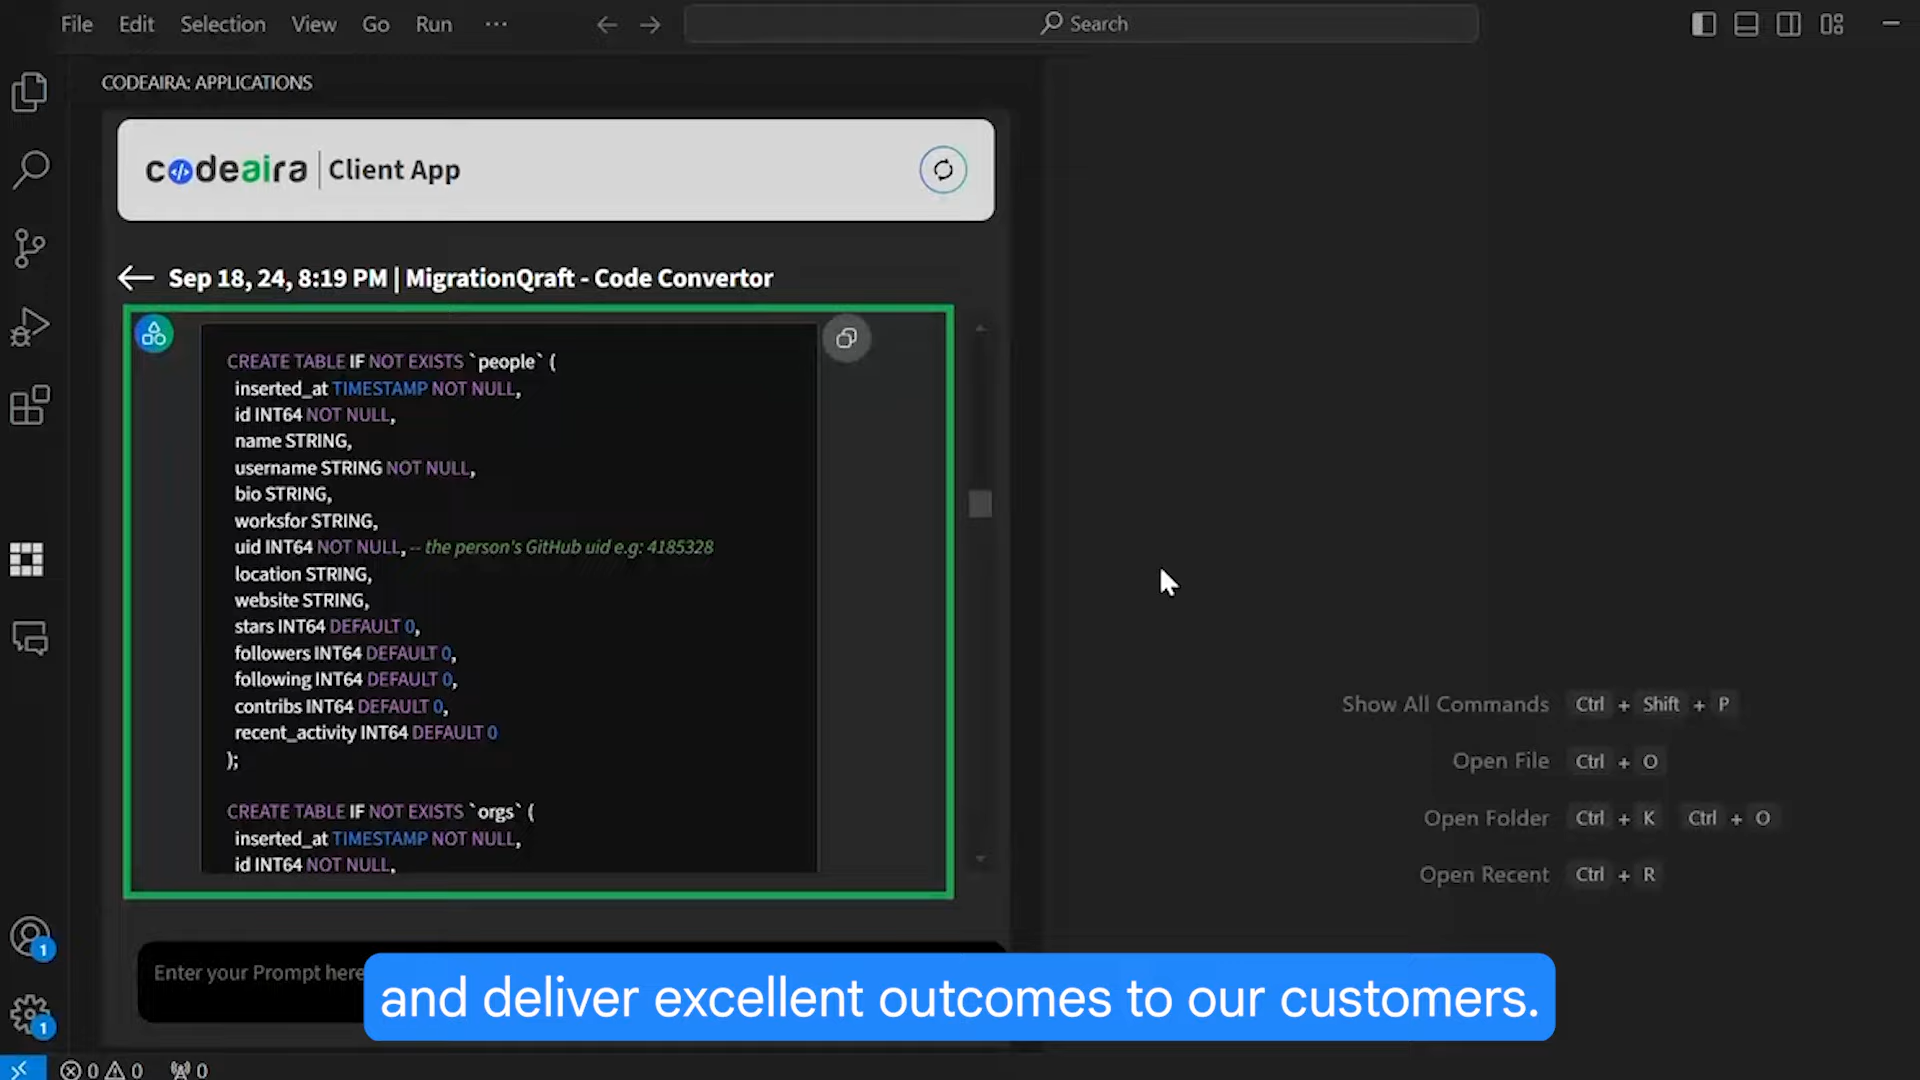 File Edit Selection View Go Run ···
Search
CODEAIRA: APPLICATIONS
codeaira | Client App
Sep 18, 24, 8:19 PM | MigrationQraft - Code Convertor
CREATE TABLE IF NOT EXISTS `people` (
inserted_at TIMESTAMP NOT NULL,
id INT64 NOT NULL,
name STRING,
username STRING NOT NULL,
bio STRING,
worksfor STRING,
uid INT64 NOT NULL, -- the person's GitHub uid e.g: 4185328
location STRING,
website STRING,
stars INT64 DEFAULT 0,
followers INT64 DEFAULT 0,
following INT64 DEFAULT 0,
contribs INT64 DEFAULT 0,
recent_activity INT64 DEFAULT 0
);
CREATE TABLE IF NOT EXISTS `orgs` (
inserted_at TIMESTAMP NOT NULL,
id INT64 NOT NULL,
Show All Commands Ctrl + Shift + P
Open File Ctrl + O
Open Folder Ctrl + K Ctrl + O
Open Recent Ctrl + R
Enter your Prompt here
and deliver excellent outcomes to our customers.
1
1
0 0 0